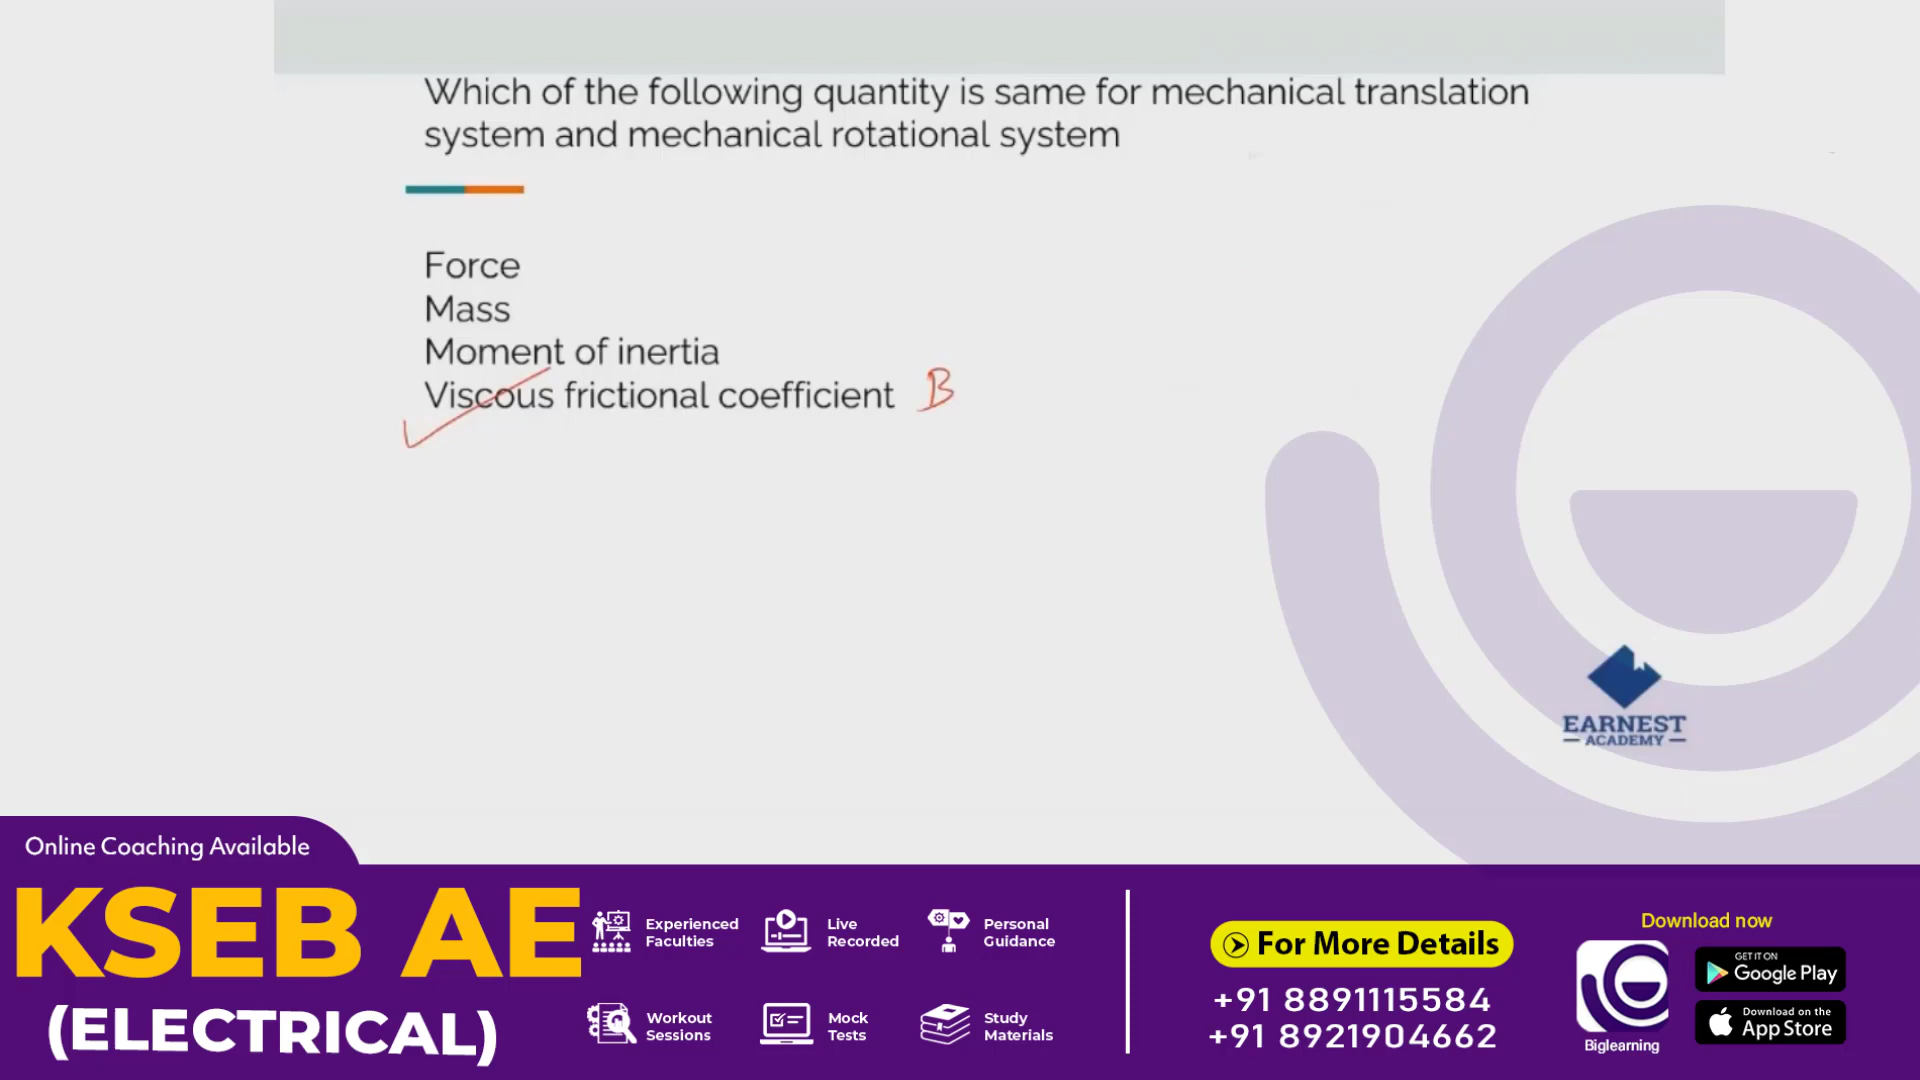 Which of the following quantity is same for mechanical translation
system and mechanical rotational system
Force
Mass
Moment of inertia
Viscous frictional coefficient B
EARNEST
ACADEMY
Online Coaching Available
KSEB AE
(ELECTRICAL)
Experienced
Faculties
Live
Recorded
Personal
Guidance
Workout
Sessions
Mock
Tests
Study
Materials
For More Details
+91 8891115584
+91 8921904662
Download now
Biglearning
GET IT ON
Google Play
Download on the
App Store